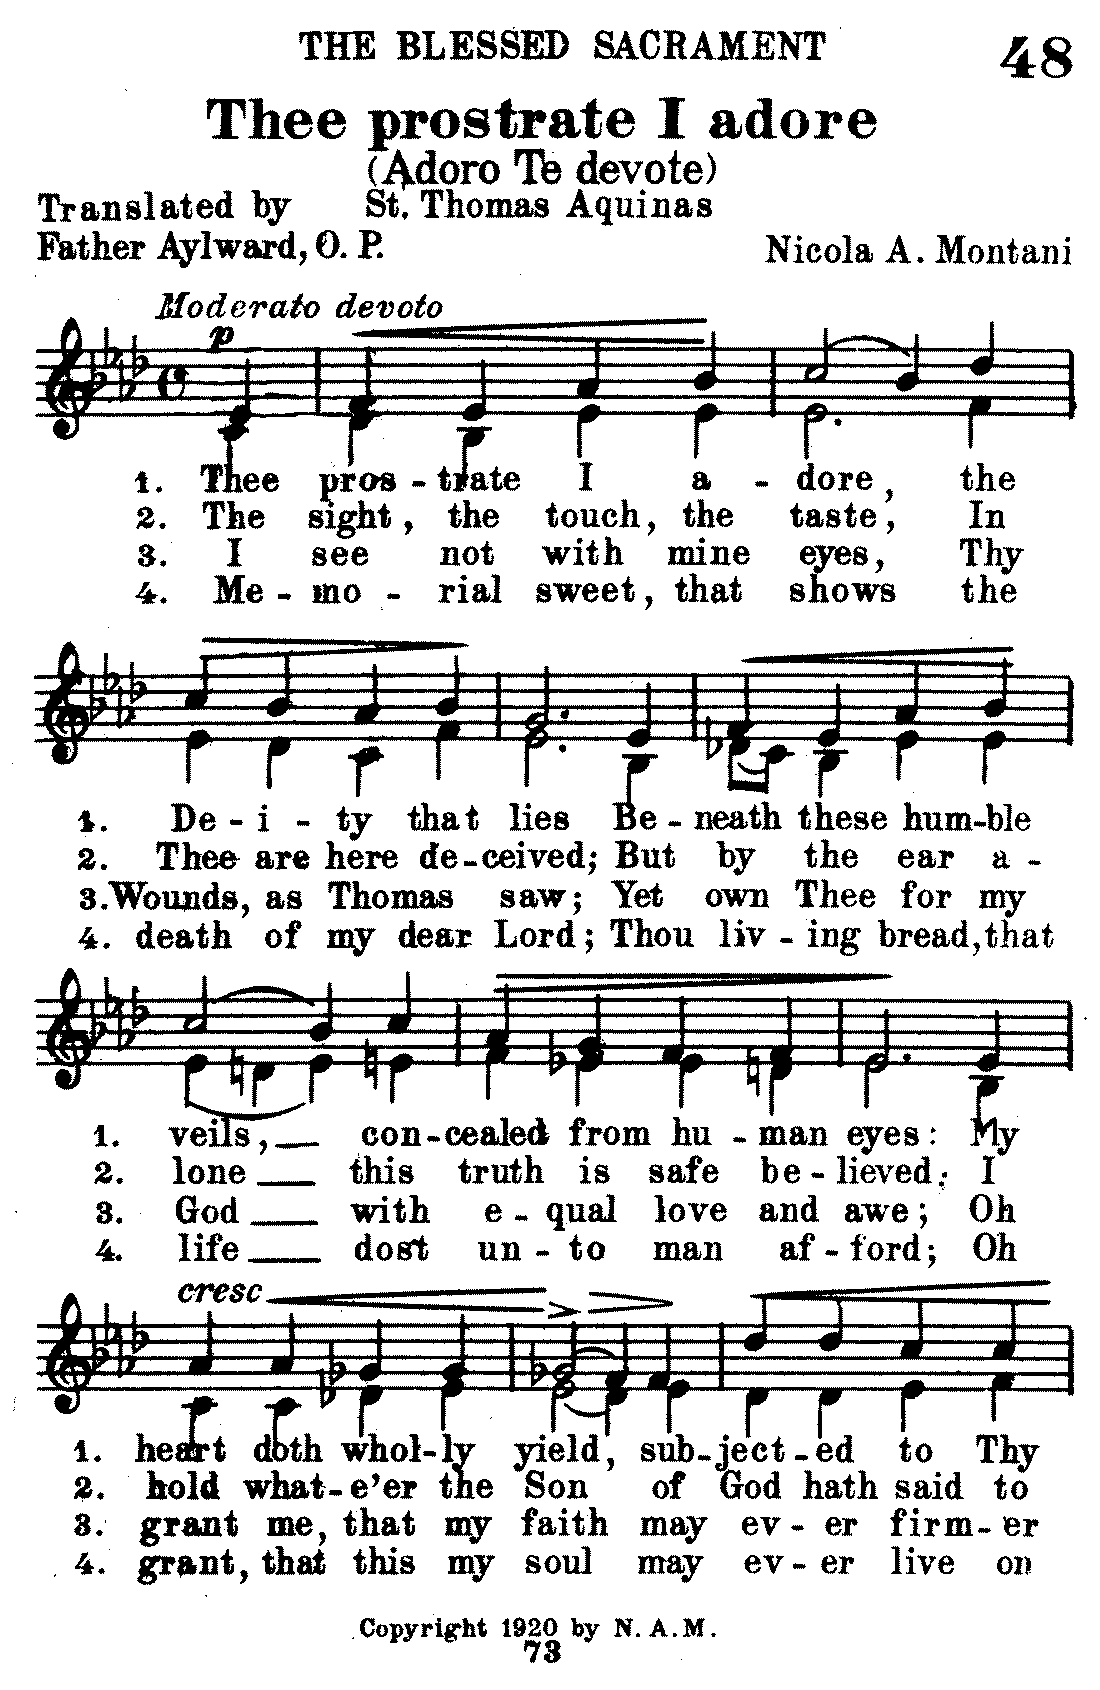 THE BLESSED SACRAMENT
48
Thee prostrate I adore
(Adoro Te devote)
Translated by St. Thomas Aquinas
Father Aylward, O. P. Nicola A. Montani
Moderato devoto
p
1. Thee pros - trate I a - dore, the
2. The sight, the touch, the taste, In
3. I see not with mine eyes, Thy
4. Me - mo - rial sweet, that shows the
1. De - i - ty that lies Be - neath these hum-ble
2. Thee are here de-ceived; But by the ear a -
3. Wounds, as Thomas saw; Yet own Thee for my
4. death of my dear Lord; Thou liv - ing bread, that
1. veils, con-cealed from hu - man eyes: My
2. lone this truth is safe be - lieved; I
3. God with e - qual love and awe; Oh
4. life dost un - to man af - ford; Oh
cresc
1. heart doth whol-ly yield, sub-ject-ed to Thy
2. hold what-e'er the Son of God hath said to
3. grant me, that my faith may ev - er firm - er
4. grant, that this my soul may ev - er live on
Copyright 1920 by N. A. M.
73